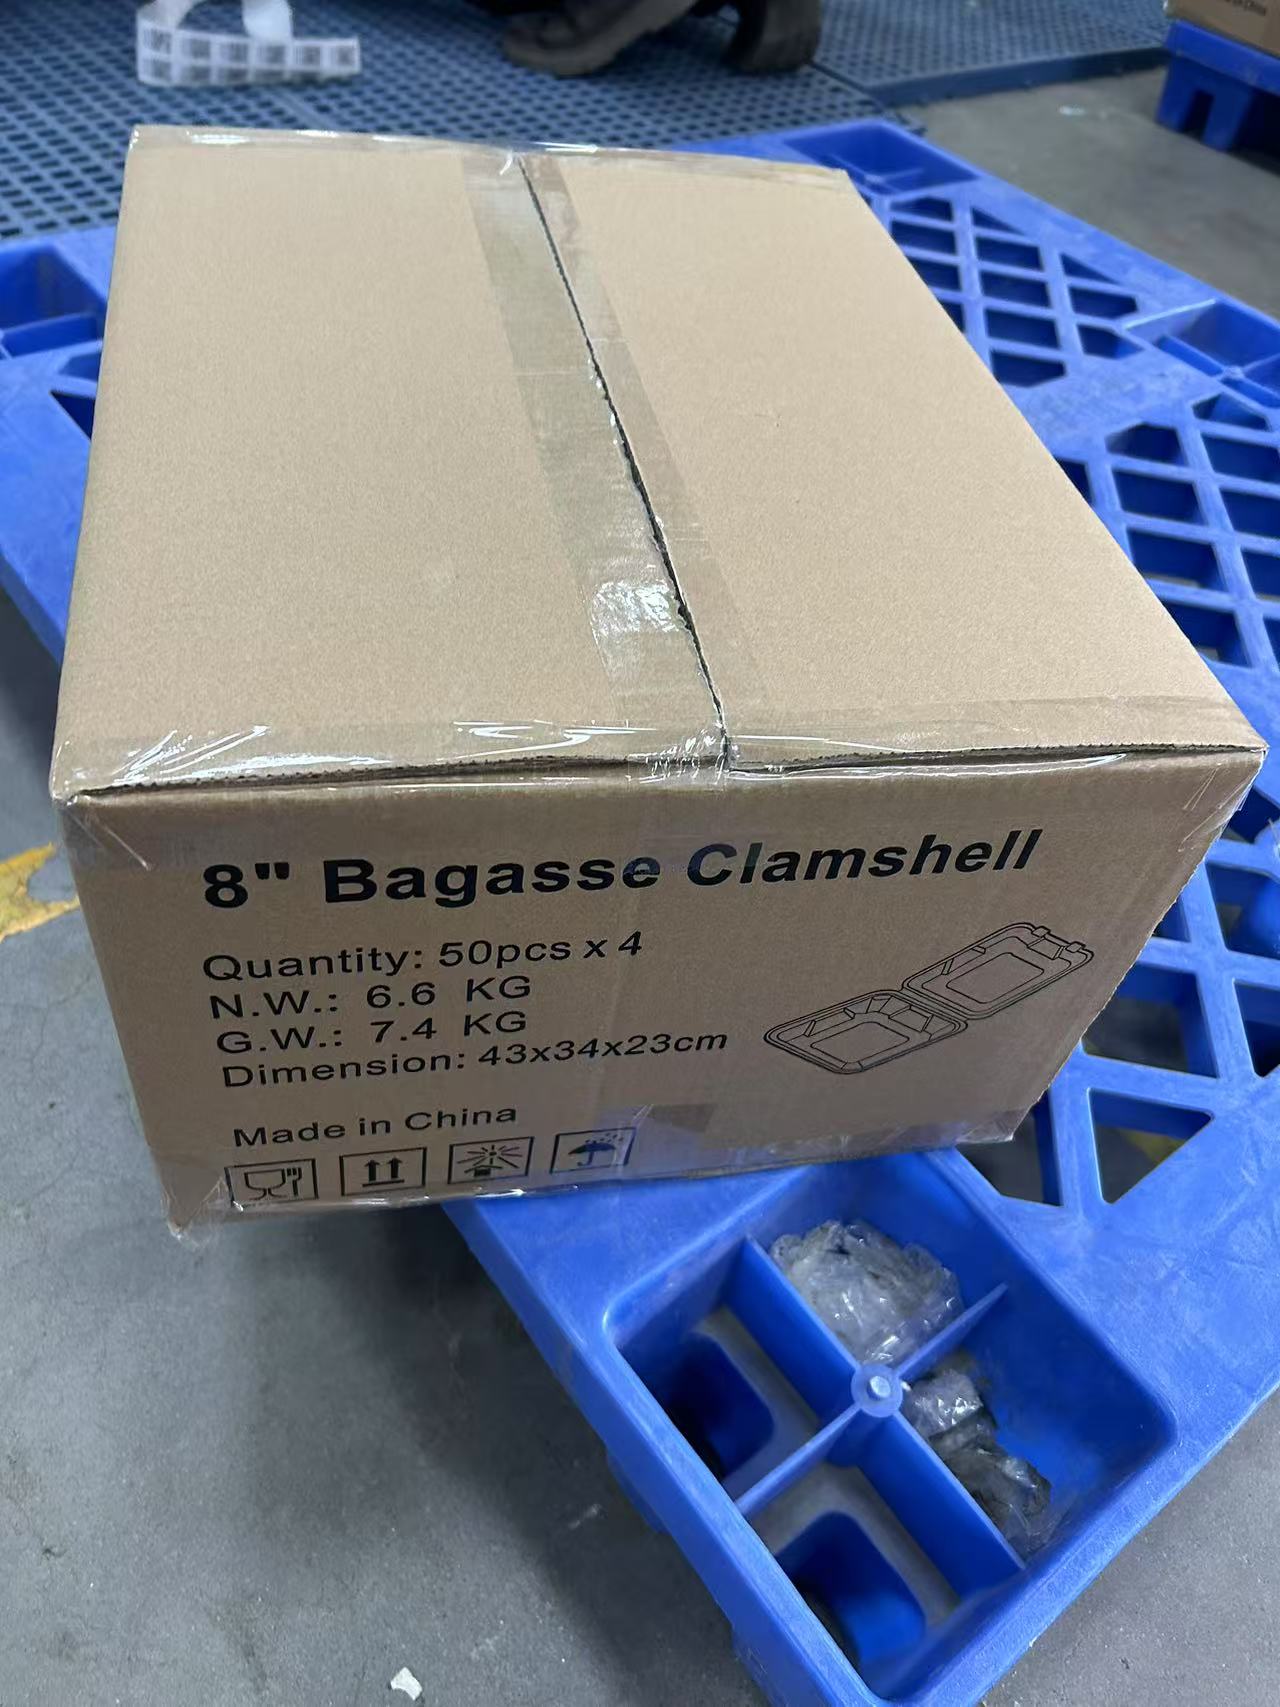 8" Bagasse Clamshell
Quantity: 50pcs x 4
N.W.: 6.6 KG
G.W.: 7.4 KG
Dimension: 43x34x23cm
Made in China